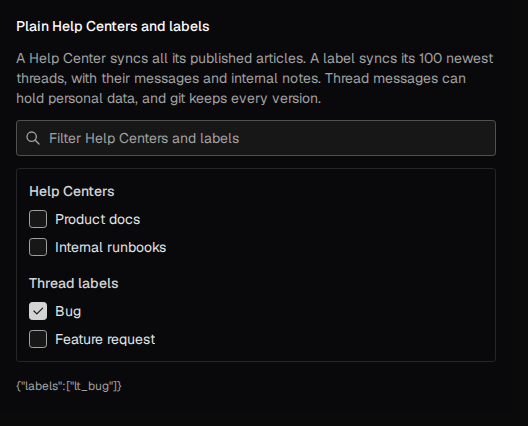 Plain Help Centers and labels
A Help Center syncs all its published articles. A label syncs its 100 newest
threads, with their messages and internal notes. Thread messages can
hold personal data, and git keeps every version.
Filter Help Centers and labels
Help Centers
Product docs
Internal runbooks
Thread labels
Bug
Feature request
{"labels":["lt_bug"]}